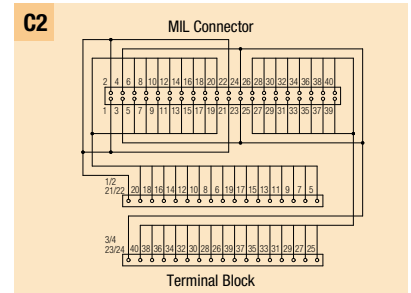 C2
MIL Connector
2 4 6 8 10 12 14 16 18 20 22 24 26 28 30 32 34 36 38 40
1 3 5 7 9 11 13 15 17 19 21 23 25 27 29 31 33 35 37 39
1/2
21/22 20 18 16 14 12 10 8 6 19 17 15 13 11 9 7 5
3/4
23/24 40 38 36 34 32 30 28 26 39 37 35 33 31 29 27 25
Terminal Block